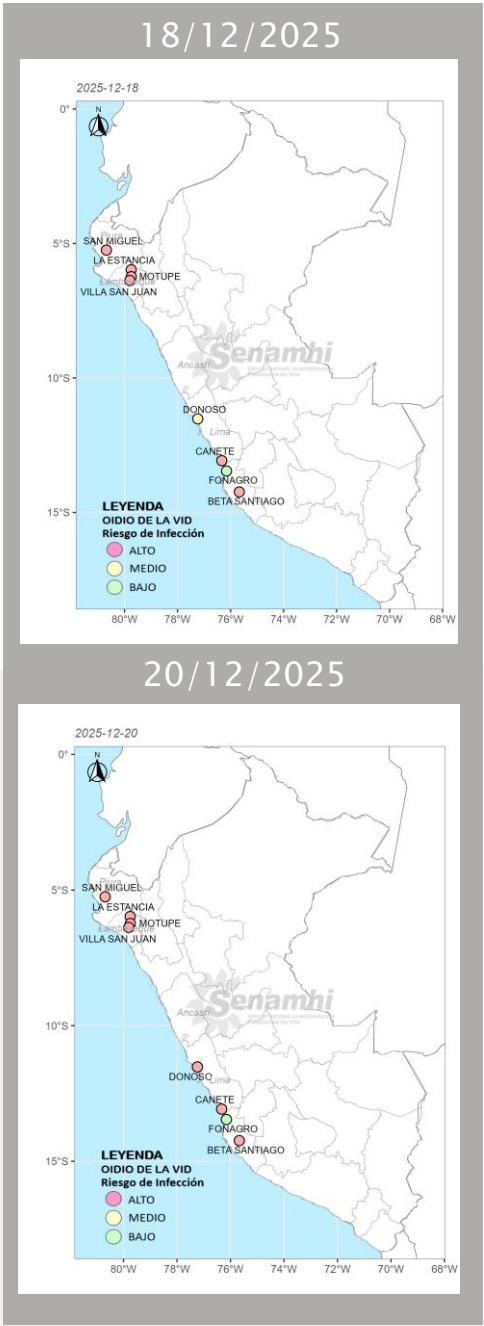 18/12/2025
2025-12-18
N
0°
Piura
SAN MIGUEL
5°S
LA ESTANCIA
MOTUPE
VILLA SAN JUAN
Senamhi
Ancash
10°S
DONOSO
Lima
CANETE
FONAGRO
BETA SANTIAGO
LEYENDA
15°S
OIDIO DE LA VID
Riesgo de Infección
ALTO
MEDIO
BAJO
80°W 78°W 76°W 74°W 72°W 70°W 68°W
20/12/2025
2025-12-20
0°
N
Piura
SAN MIGUEL
5°S
LA ESTANCIA
MOTUPE
VILLA SAN JUAN
Senamhi
Ancash
10°S
DONOSO
Lima
CANETE
FONAGRO
BETA SANTIAGO
LEYENDA
15°S
OIDIO DE LA VID
Riesgo de Infección
ALTO
MEDIO
BAJO
80°W 78°W 76°W 74°W 72°W 70°W 68°W